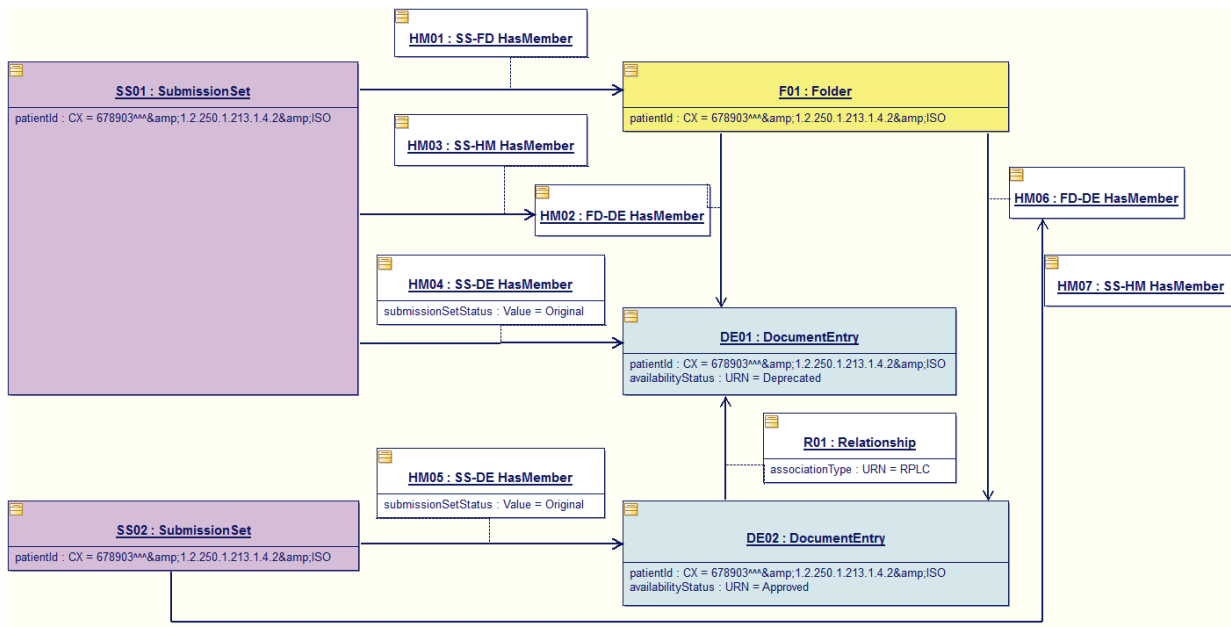 HM01 : SS-FD HasMember
SS01 : SubmissionSet
patientId : CX = 678903^^^&amp;1.2.250.1.213.1.4.2&amp;ISO
F01 : Folder
patientId : CX = 678903^^^&amp;1.2.250.1.213.1.4.2&amp;ISO
HM03 : SS-HM HasMember
HM02 : FD-DE HasMember
HM06 : FD-DE HasMember
HM07 : SS-HM HasMember
HM04 : SS-DE HasMember
submissionSetStatus : Value = Original
DE01 : DocumentEntry
patientId : CX = 678903^^^&amp;1.2.250.1.213.1.4.2&amp;ISO
availabilityStatus : URN = Deprecated
R01 : Relationship
associationType : URN = RPLC
HM05 : SS-DE HasMember
submissionSetStatus : Value = Original
SS02 : SubmissionSet
patientId : CX = 678903^^^&amp;1.2.250.1.213.1.4.2&amp;ISO
DE02 : DocumentEntry
patientId : CX = 678903^^^&amp;1.2.250.1.213.1.4.2&amp;ISO
availabilityStatus : URN = Approved